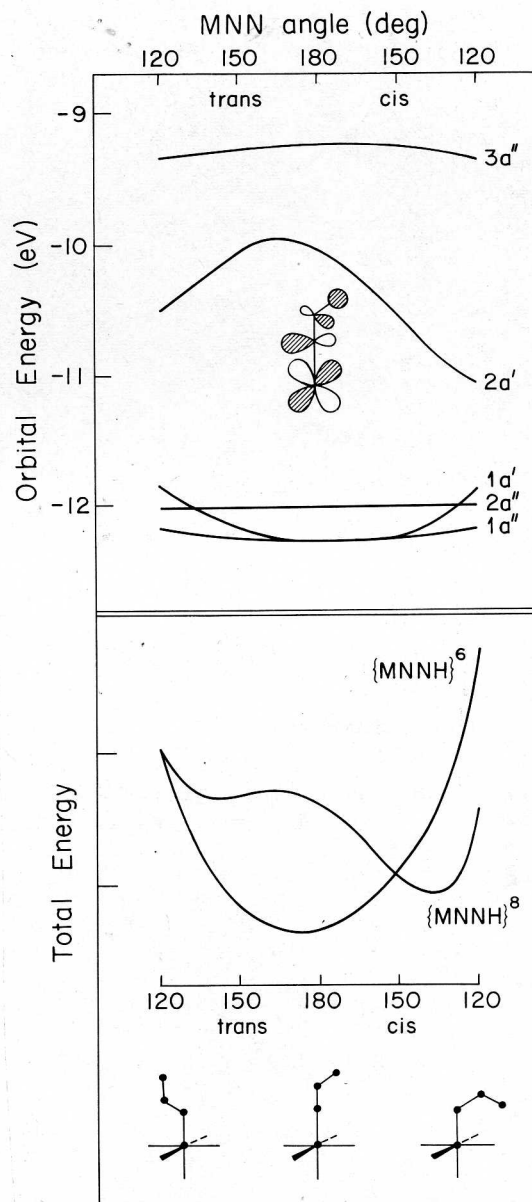 MNN angle (deg)
120 150 180 150 120
trans cis
-9
-10
-11
-12
Orbital Energy (eV)
3a"
2a'
1a'
2a"
1a"
{MNNH}⁶
{MNNH}⁸
Total Energy
120 150 180 150 120
trans cis